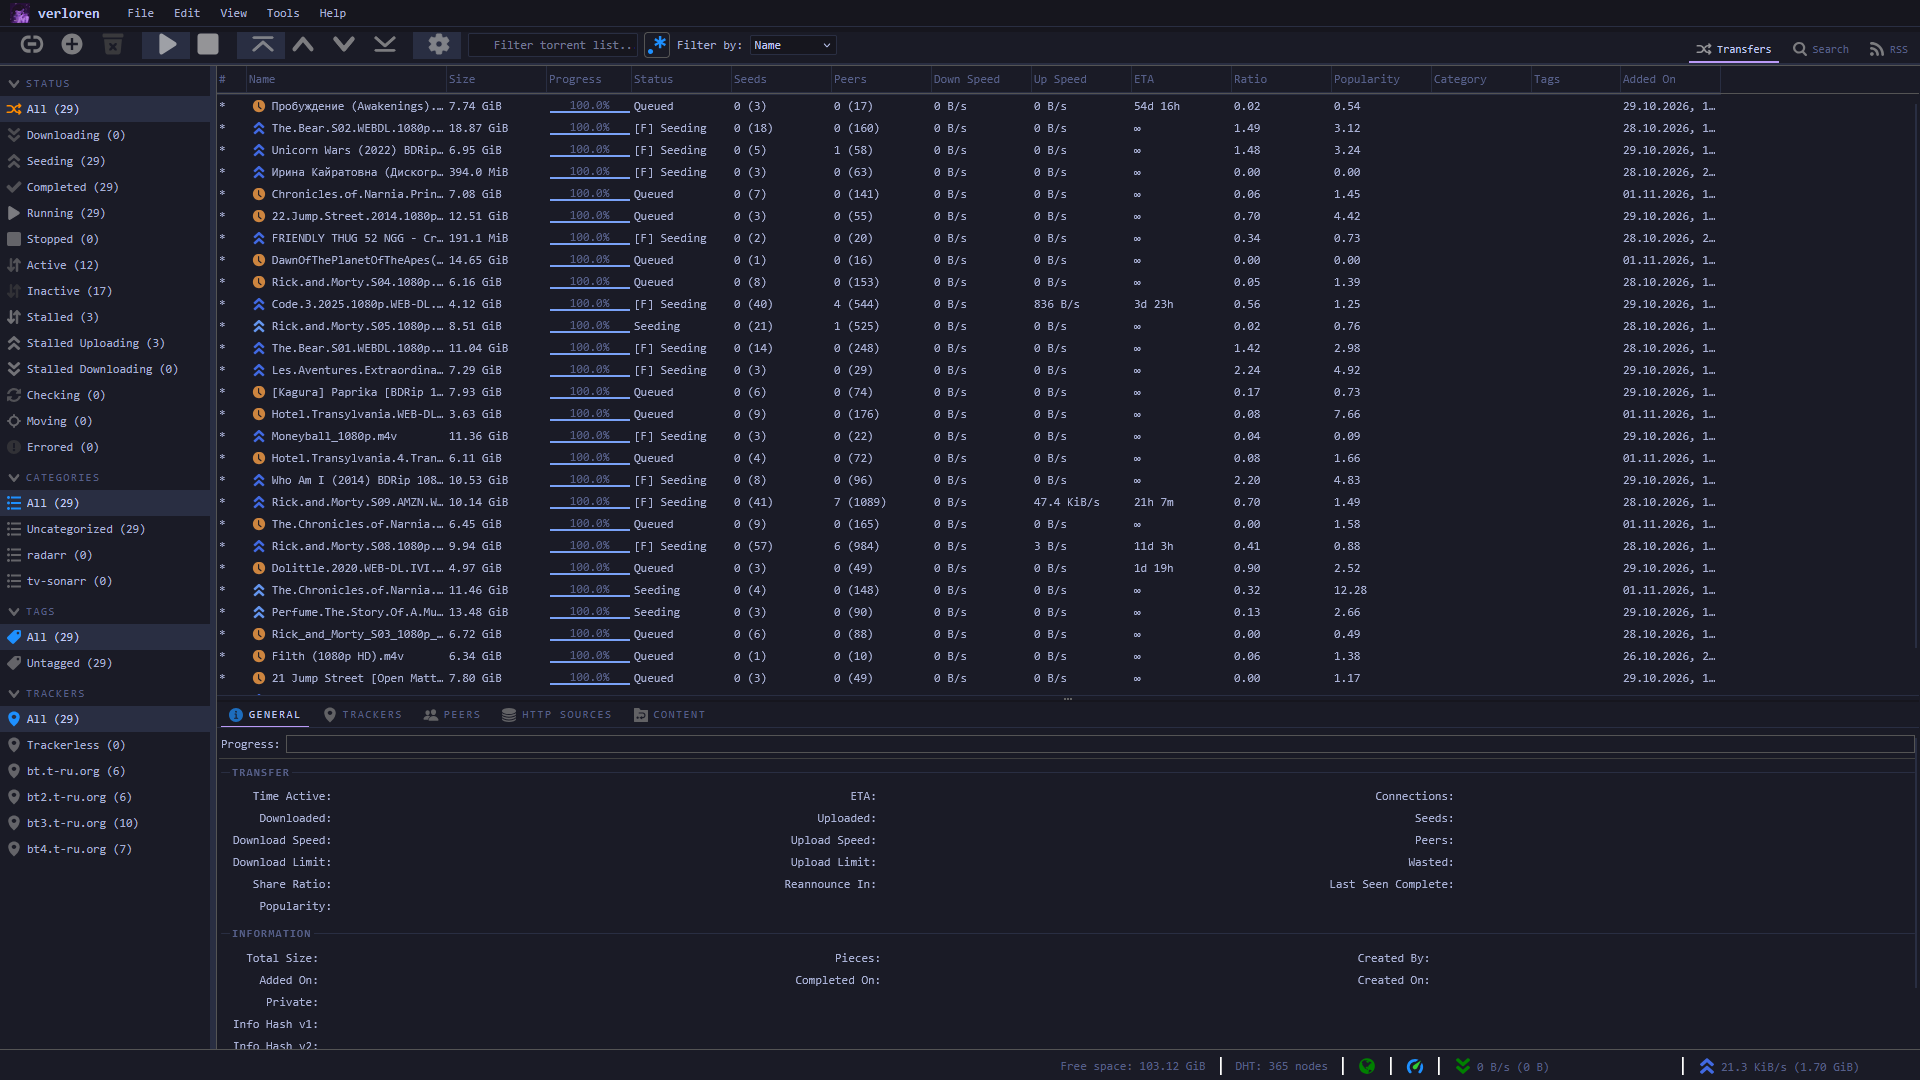 verloren File Edit View Tools Help
Filter torrent list.. .* Filter by: Name Transfers Search RSS
STATUS
All (29)
Downloading (0)
Seeding (29)
Completed (29)
Running (29)
Stopped (0)
Active (12)
Inactive (17)
Stalled (3)
Stalled Uploading (3)
Stalled Downloading (0)
Checking (0)
Moving (0)
Errored (0)
CATEGORIES
All (29)
Uncategorized (29)
radarr (0)
tv-sonarr (0)
TAGS
All (29)
Untagged (29)
TRACKERS
All (29)
Trackerless (0)
bt.t-ru.org (6)
bt2.t-ru.org (6)
bt3.t-ru.org (10)
bt4.t-ru.org (7)
# Name Size Progress Status Seeds Peers Down Speed Up Speed ETA Ratio Popularity Category Tags Added On
* Пробуждение (Awakenings).… 7.74 GiB 100.0% Queued 0 (3) 0 (17) 0 B/s 0 B/s 54d 16h 0.02 0.54 29.10.2026, 1…
* The.Bear.S02.WEBDL.1080p.… 18.87 GiB 100.0% [F] Seeding 0 (18) 0 (160) 0 B/s 0 B/s ∞ 1.49 3.12 28.10.2026, 1…
* Unicorn Wars (2022) BDRip… 6.95 GiB 100.0% [F] Seeding 0 (5) 1 (58) 0 B/s 0 B/s ∞ 1.48 3.24 29.10.2026, 1…
* Ирина Кайратовна (Дискогр… 394.0 MiB 100.0% [F] Seeding 0 (3) 0 (63) 0 B/s 0 B/s ∞ 0.00 0.00 28.10.2026, 2…
* Chronicles.of.Narnia.Prin… 7.08 GiB 100.0% Queued 0 (7) 0 (141) 0 B/s 0 B/s ∞ 0.06 1.45 01.11.2026, 1…
* 22.Jump.Street.2014.1080p… 12.51 GiB 100.0% Queued 0 (3) 0 (55) 0 B/s 0 B/s ∞ 0.70 4.42 29.10.2026, 1…
* FRIENDLY THUG 52 NGG - Cr… 191.1 MiB 100.0% [F] Seeding 0 (2) 0 (20) 0 B/s 0 B/s ∞ 0.34 0.73 28.10.2026, 2…
* DawnOfThePlanetOfTheApes(… 14.65 GiB 100.0% Queued 0 (1) 0 (16) 0 B/s 0 B/s ∞ 0.00 0.00 01.11.2026, 1…
* Rick.and.Morty.S04.1080p.… 6.16 GiB 100.0% Queued 0 (8) 0 (153) 0 B/s 0 B/s ∞ 0.05 1.39 28.10.2026, 1…
* Code.3.2025.1080p.WEB-DL.… 4.12 GiB 100.0% [F] Seeding 0 (40) 4 (544) 0 B/s 836 B/s 3d 23h 0.56 1.25 29.10.2026, 1…
* Rick.and.Morty.S05.1080p.… 8.51 GiB 100.0% Seeding 0 (21) 1 (525) 0 B/s 0 B/s ∞ 0.02 0.76 28.10.2026, 1…
* The.Bear.S01.WEBDL.1080p.… 11.04 GiB 100.0% [F] Seeding 0 (14) 0 (248) 0 B/s 0 B/s ∞ 1.42 2.98 28.10.2026, 1…
* Les.Aventures.Extraordina… 7.29 GiB 100.0% [F] Seeding 0 (3) 0 (29) 0 B/s 0 B/s ∞ 2.24 4.92 29.10.2026, 1…
* [Kagura] Paprika [BDRip 1… 7.93 GiB 100.0% Queued 0 (6) 0 (74) 0 B/s 0 B/s ∞ 0.17 0.73 29.10.2026, 1…
* Hotel.Transylvania.WEB-DL… 3.63 GiB 100.0% Queued 0 (9) 0 (176) 0 B/s 0 B/s ∞ 0.08 7.66 01.11.2026, 1…
* Moneyball_1080p.m4v 11.36 GiB 100.0% [F] Seeding 0 (3) 0 (22) 0 B/s 0 B/s ∞ 0.04 0.09 29.10.2026, 1…
* Hotel.Transylvania.4.Tran… 6.11 GiB 100.0% Queued 0 (4) 0 (72) 0 B/s 0 B/s ∞ 0.08 1.66 01.11.2026, 1…
* Who Am I (2014) BDRip 108… 10.53 GiB 100.0% [F] Seeding 0 (8) 0 (96) 0 B/s 0 B/s ∞ 2.20 4.83 29.10.2026, 1…
* Rick.and.Morty.S09.AMZN.W… 10.14 GiB 100.0% [F] Seeding 0 (41) 7 (1089) 0 B/s 47.4 KiB/s 21h 7m 0.70 1.49 28.10.2026, 1…
* The.Chronicles.of.Narnia.… 6.45 GiB 100.0% Queued 0 (9) 0 (165) 0 B/s 0 B/s ∞ 0.00 1.58 01.11.2026, 1…
* Rick.and.Morty.S08.1080p.… 9.94 GiB 100.0% [F] Seeding 0 (57) 6 (984) 0 B/s 3 B/s 11d 3h 0.41 0.88 28.10.2026, 1…
* Dolittle.2020.WEB-DL.IVI.… 4.97 GiB 100.0% Queued 0 (3) 0 (49) 0 B/s 0 B/s 1d 19h 0.90 2.52 29.10.2026, 1…
* The.Chronicles.of.Narnia.… 11.46 GiB 100.0% Seeding 0 (4) 0 (148) 0 B/s 0 B/s ∞ 0.32 12.28 01.11.2026, 1…
* Perfume.The.Story.Of.A.Mu… 13.48 GiB 100.0% Seeding 0 (3) 0 (90) 0 B/s 0 B/s ∞ 0.13 2.66 29.10.2026, 1…
* Rick_and_Morty_S03_1080p_… 6.72 GiB 100.0% Queued 0 (6) 0 (88) 0 B/s 0 B/s ∞ 0.00 0.49 28.10.2026, 1…
* Filth (1080p HD).m4v 6.34 GiB 100.0% Queued 0 (1) 0 (10) 0 B/s 0 B/s ∞ 0.06 1.38 26.10.2026, 2…
* 21 Jump Street [Open Matt… 7.80 GiB 100.0% Queued 0 (3) 0 (49) 0 B/s 0 B/s ∞ 0.00 1.17 29.10.2026, 1…
GENERAL TRACKERS PEERS HTTP SOURCES CONTENT
Progress:
TRANSFER
Time Active: ETA: Connections:
Downloaded: Uploaded: Seeds:
Download Speed: Upload Speed: Peers:
Download Limit: Upload Limit: Wasted:
Share Ratio: Reannounce In: Last Seen Complete:
Popularity:
INFORMATION
Total Size: Pieces: Created By:
Added On: Completed On: Created On:
Private:
Info Hash v1:
Info Hash v2:
Free space: 103.12 GiB DHT: 365 nodes 0 B/s (0 B) 21.3 KiB/s (1.70 GiB)